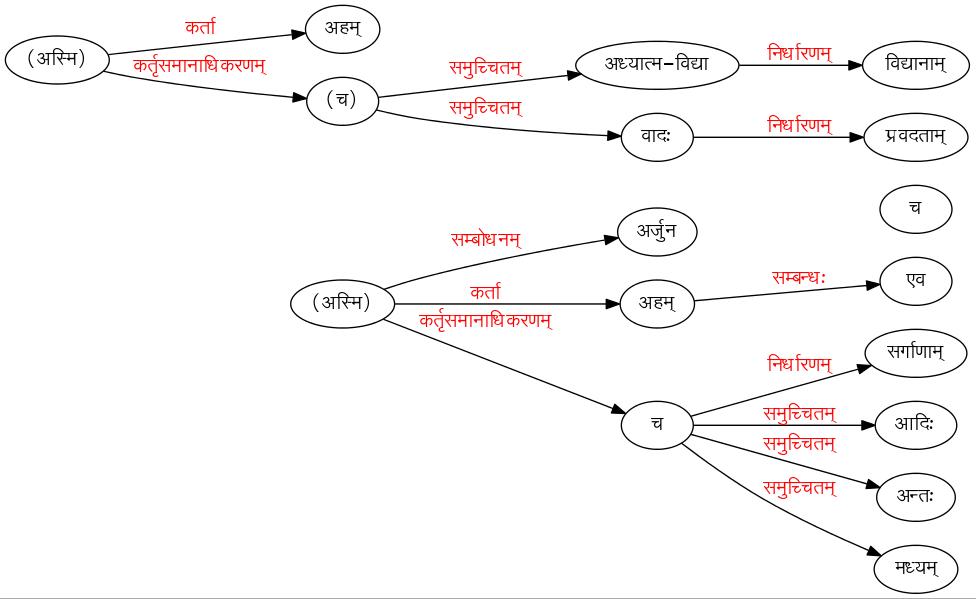 कर्ता
अहम्
(अस्मि)
कर्तृसमानाधिकरणम्
(च)
समुच्चितम्
अध्यात्म-विद्या
निर्धारणम्
विद्यानाम्
समुच्चितम्
वादः
निर्धारणम्
प्रवदताम्
च
सम्बोधनम्
अर्जुन
(अस्मि)
कर्ता
अहम्
सम्बन्धः
एव
कर्तृसमानाधिकरणम्
च
निर्धारणम्
सर्गाणाम्
समुच्चितम्
आदिः
समुच्चितम्
अन्तः
समुच्चितम्
मध्यम्